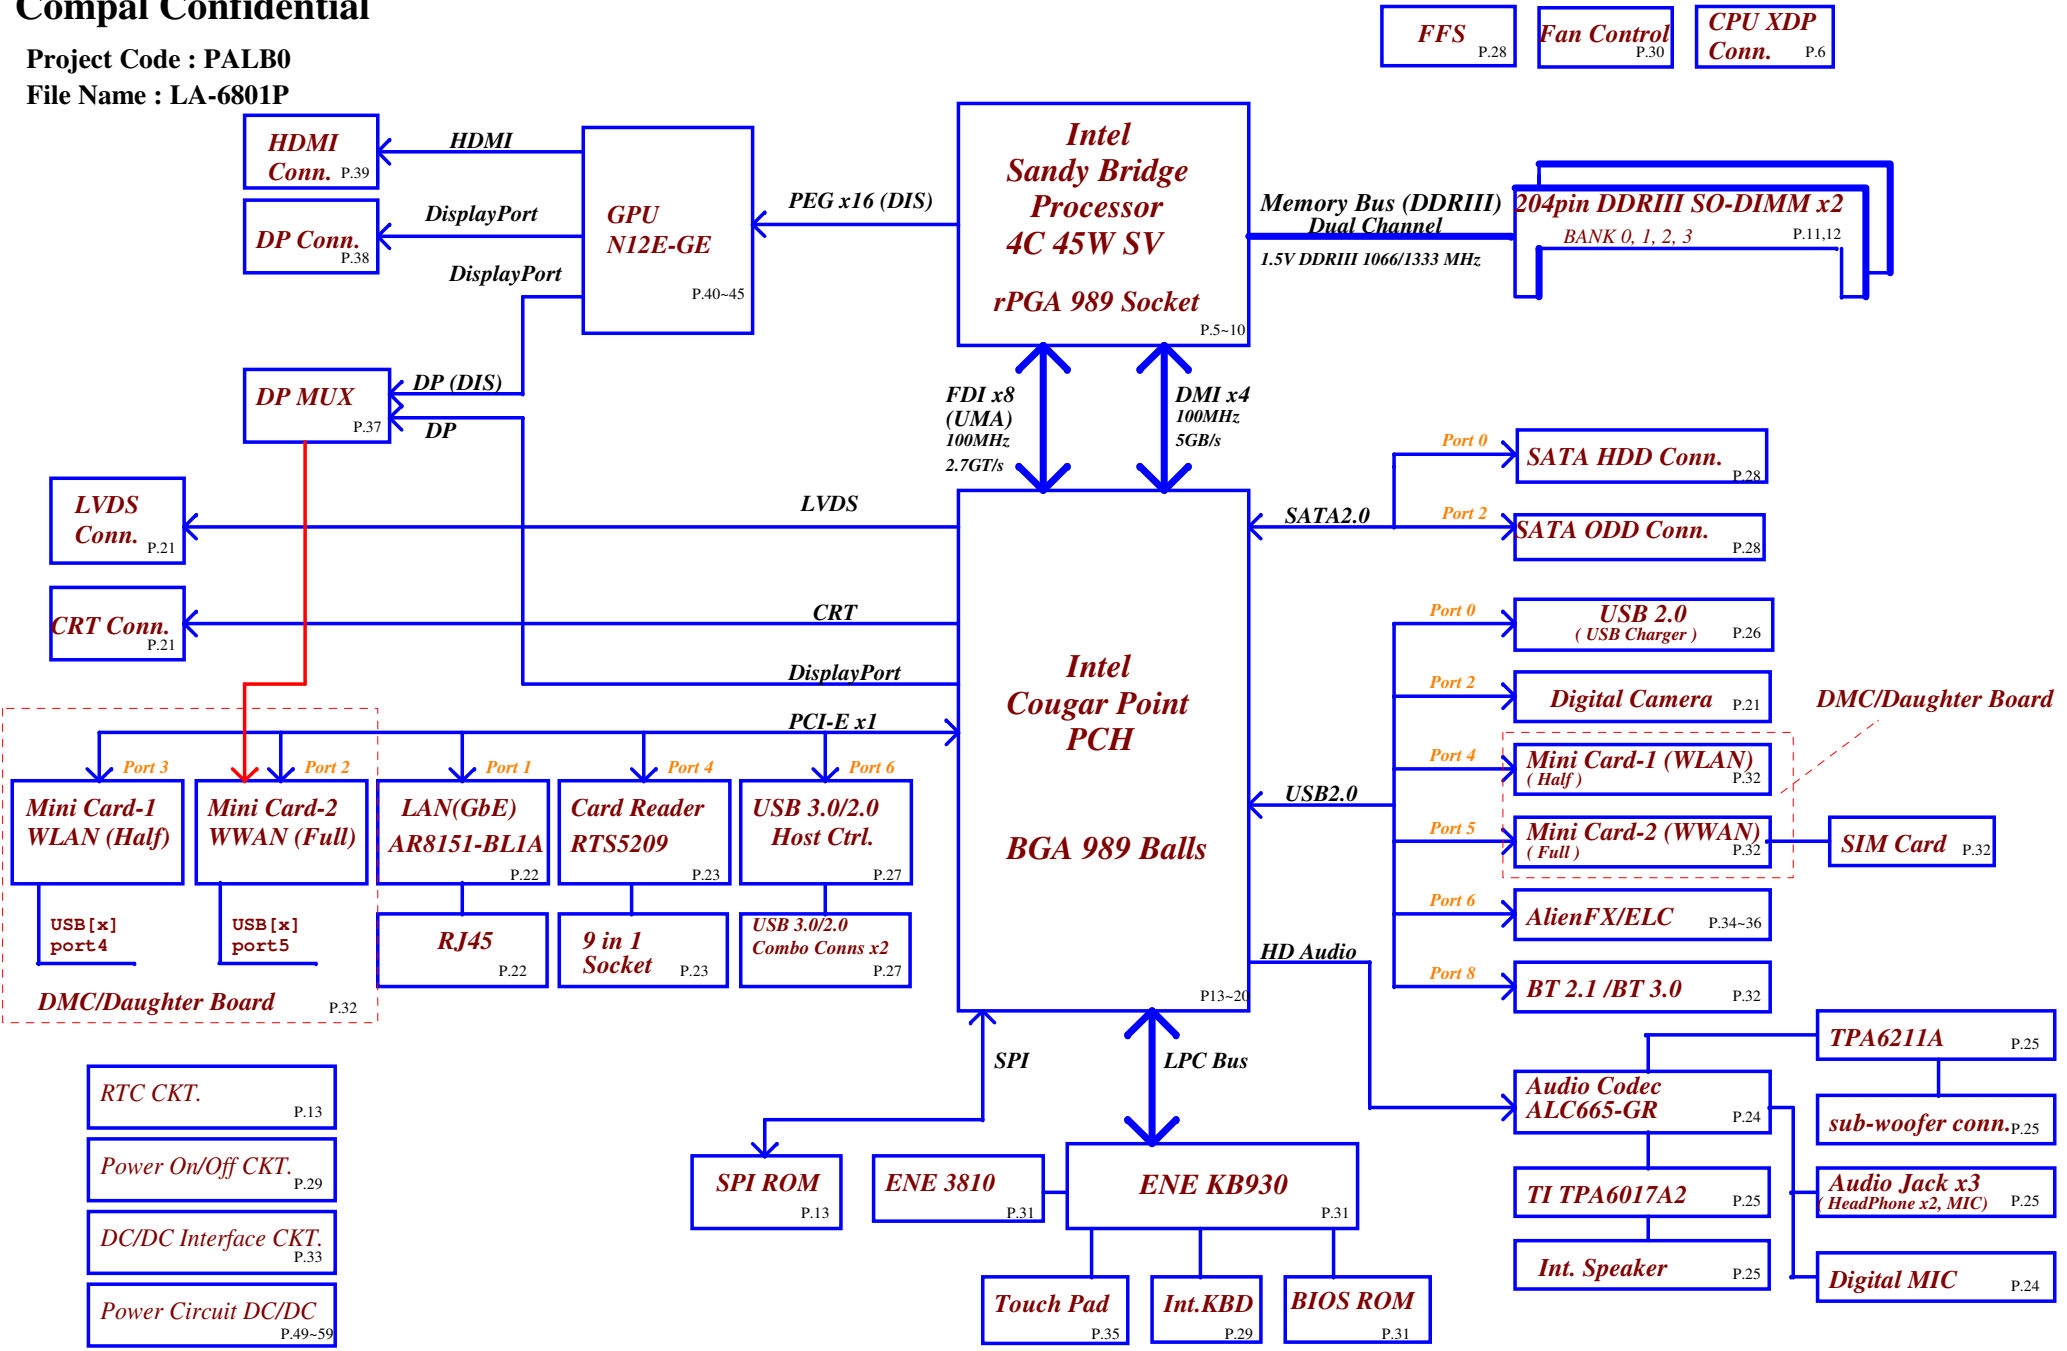 Compal Confidential
Project Code : PALB0
File Name : LA-6801P
FFS
P.28
Fan Control
P.30
CPU XDP
Conn.
P.6
HDMI
Conn.
P.39
HDMI
DP Conn.
P.38
DisplayPort
DisplayPort
GPU
N12E-GE
P.40~45
PEG x16 (DIS)
Intel
Sandy Bridge
Processor
4C 45W SV
rPGA 989 Socket
P.5~10
Memory Bus (DDRIII)
Dual Channel
1.5V DDRIII 1066/1333 MHz
204pin DDRIII SO-DIMM x2
BANK 0, 1, 2, 3
P.11,12
DP MUX
P.37
DP (DIS)
DP
FDI x8
(UMA)
100MHz
2.7GT/s
DMI x4
100MHz
5GB/s
LVDS
Conn.
P.21
LVDS
CRT Conn.
P.21
CRT
DisplayPort
PCI-E x1
Intel
Cougar Point
PCH
BGA 989 Balls
P13~20
SATA2.0
Port 0
SATA HDD Conn.
P.28
Port 2
SATA ODD Conn.
P.28
USB2.0
Port 0
USB 2.0
( USB Charger )
P.26
Port 2
Digital Camera
P.21
DMC/Daughter Board
Port 4
Mini Card-1 (WLAN)
( Half )
P.32
Port 5
Mini Card-2 (WWAN)
( Full )
P.32
SIM Card
P.32
Port 6
AlienFX/ELC
P.34~36
Port 8
BT 2.1 /BT 3.0
P.32
Port 3
Mini Card-1
WLAN (Half)
Port 2
Mini Card-2
WWAN (Full)
Port 1
LAN(GbE)
AR8151-BL1A
P.22
Port 4
Card Reader
RTS5209
P.23
Port 6
USB 3.0/2.0
Host Ctrl.
P.27
USB[x]
port4
USB[x]
port5
RJ45
P.22
9 in 1
Socket
P.23
USB 3.0/2.0
Combo Conns x2
P.27
DMC/Daughter Board
P.32
HD Audio
SPI
LPC Bus
RTC CKT.
P.13
Power On/Off CKT.
P.29
DC/DC Interface CKT.
P.33
Power Circuit DC/DC
P.49~59
SPI ROM
P.13
ENE 3810
P.31
ENE KB930
P.31
Touch Pad
P.35
Int.KBD
P.29
BIOS ROM
P.31
Audio Codec
ALC665-GR
P.24
TPA6211A
P.25
sub-woofer conn.
P.25
TI TPA6017A2
P.25
Audio Jack x3
( HeadPhone x2, MIC)
P.25
Int. Speaker
P.25
Digital MIC
P.24